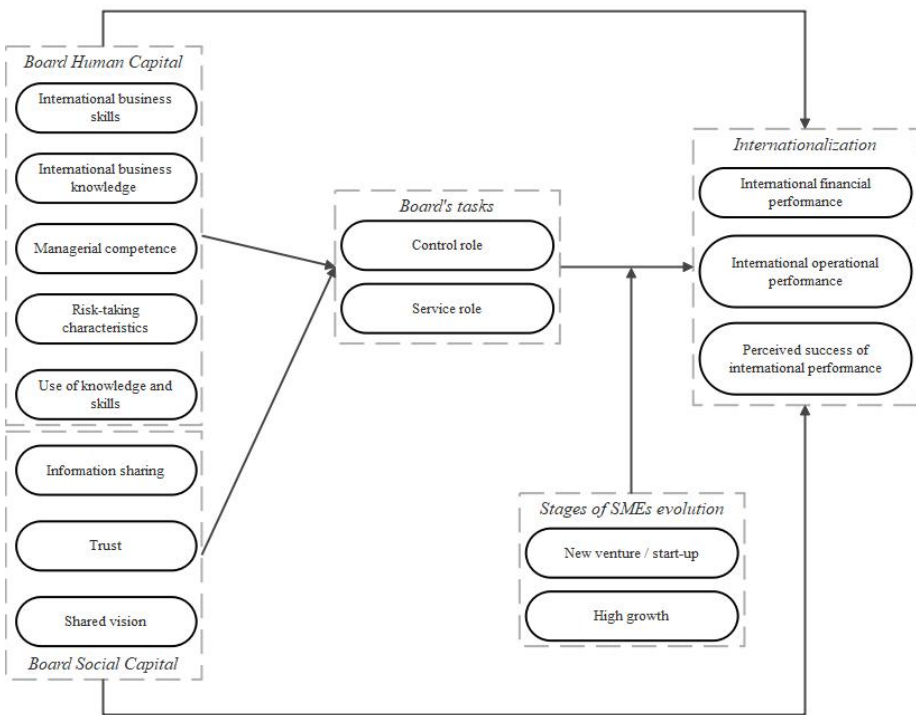 Board Human Capital
International business
skills
International business
knowledge
Managerial competence
Risk-taking
characteristics
Use of knowledge and
skills
Information sharing
Trust
Shared vision
Board Social Capital
Board's tasks
Control role
Service role
Stages of SMEs evolution
New venture / start-up
High growth
Internationalization
International financial
performance
International operational
performance
Perceived success of
international performance